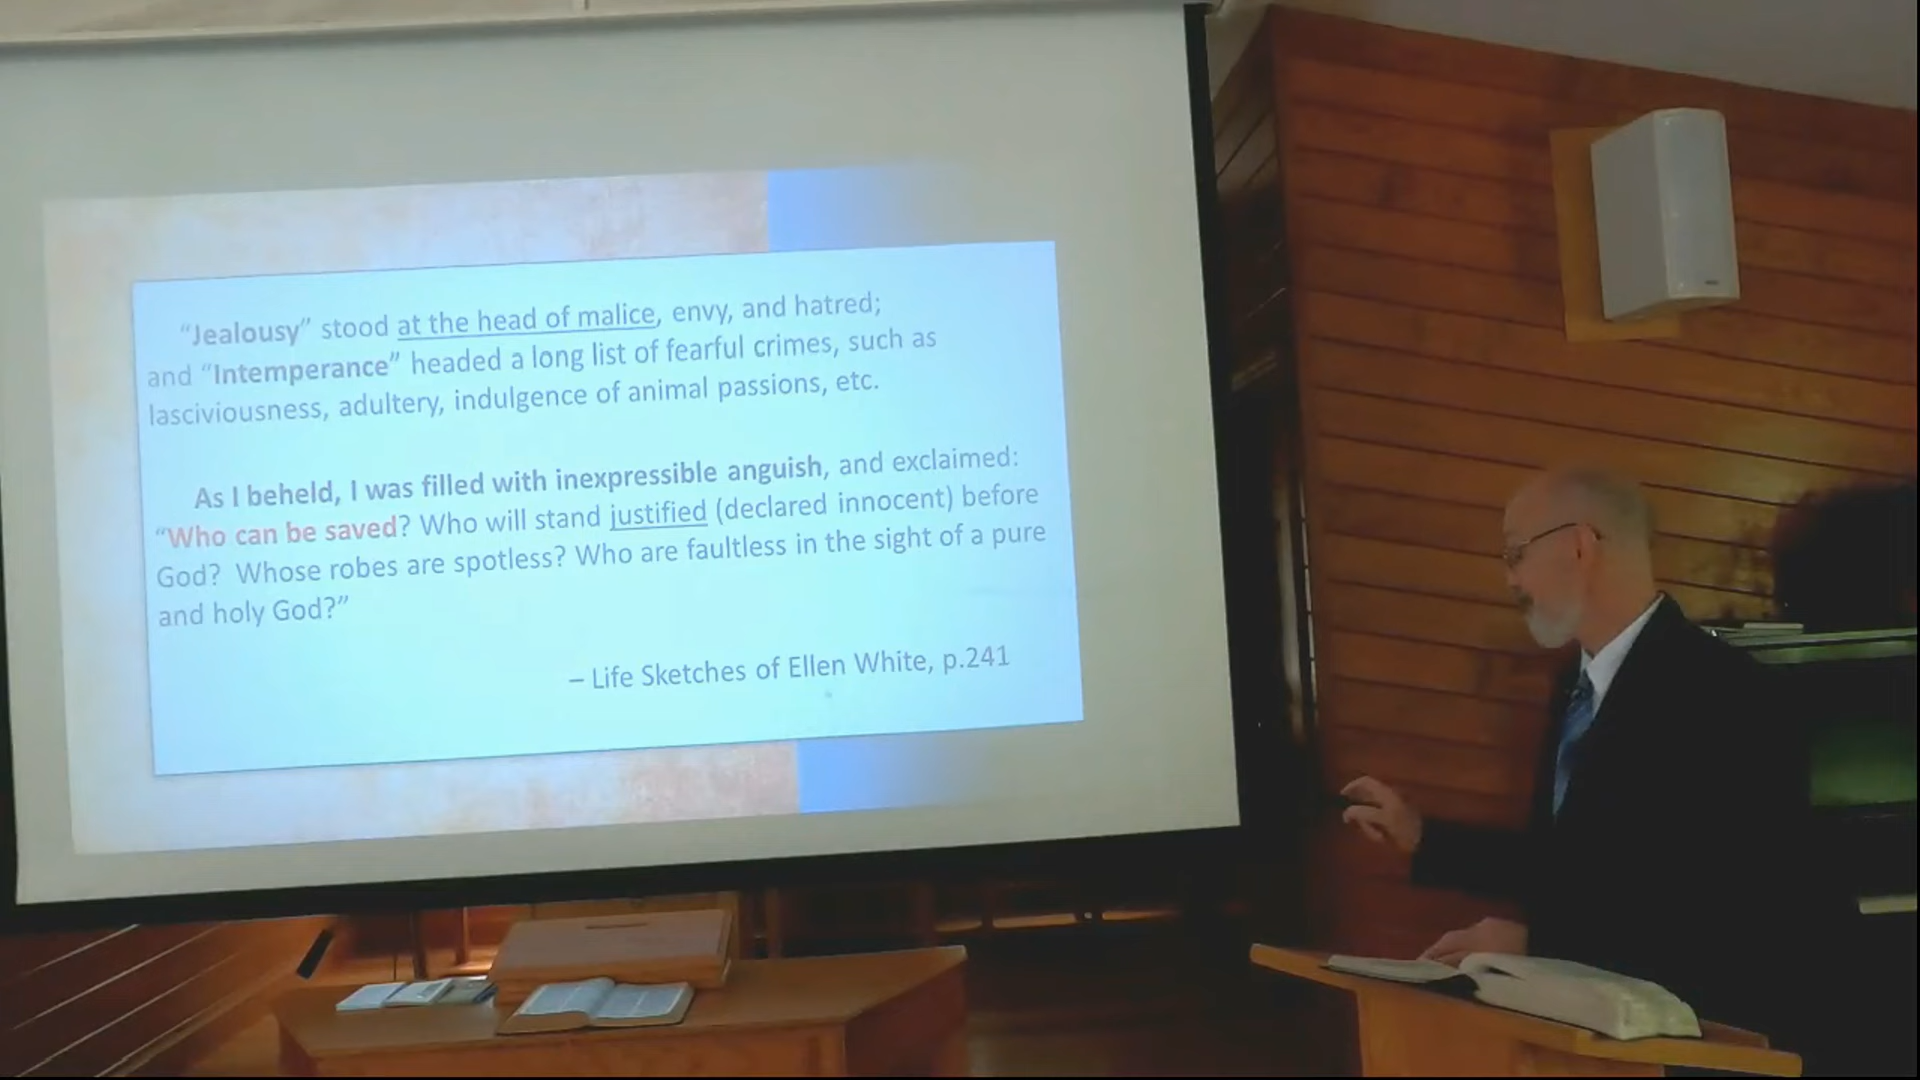 “Jealousy” stood at the head of malice, envy, and hatred;
and “Intemperance” headed a long list of fearful crimes, such as
lasciviousness, adultery, indulgence of animal passions, etc.
As I beheld, I was filled with inexpressible anguish, and exclaimed:
“Who can be saved? Who will stand justified (declared innocent) before
God? Whose robes are spotless? Who are faultless in the sight of a pure
and holy God?”
– Life Sketches of Ellen White, p.241